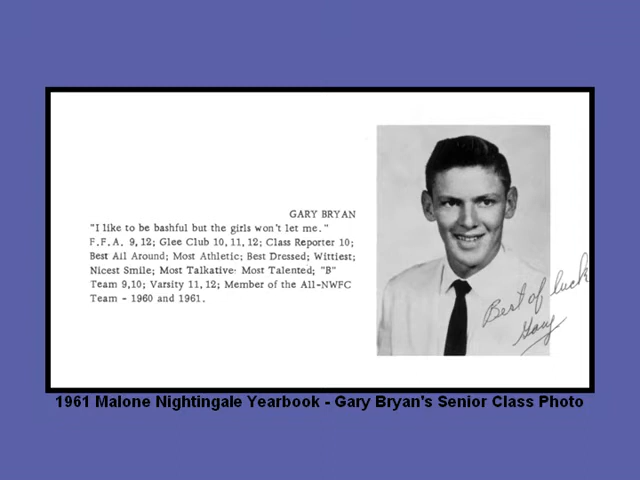 GARY BRYAN
"I like to be bashful but the girls won't let me."
F.F.A. 9, 12; Glee Club 10, 11, 12; Class Reporter 10;
Best All Around; Most Athletic; Best Dressed; Wittiest;
Nicest Smile; Most Talkative; Most Talented; "B"
Team 9,10; Varsity 11, 12; Member of the All-NWFC
Team - 1960 and 1961.
Best of luck
Gary
1961 Malone Nightingale Yearbook - Gary Bryan's Senior Class Photo